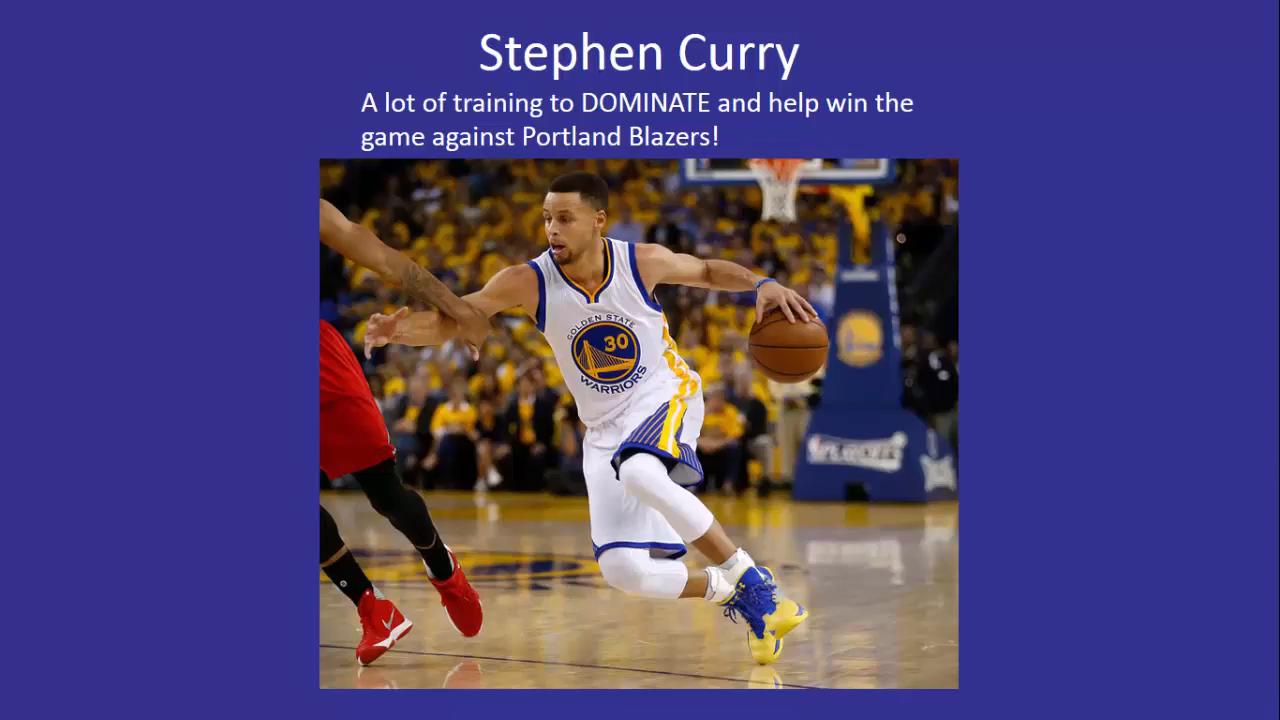 Stephen Curry
A lot of training to DOMINATE and help win the
game against Portland Blazers!
GOLDEN STATE
30
WARRIORS
PLAYOFFS